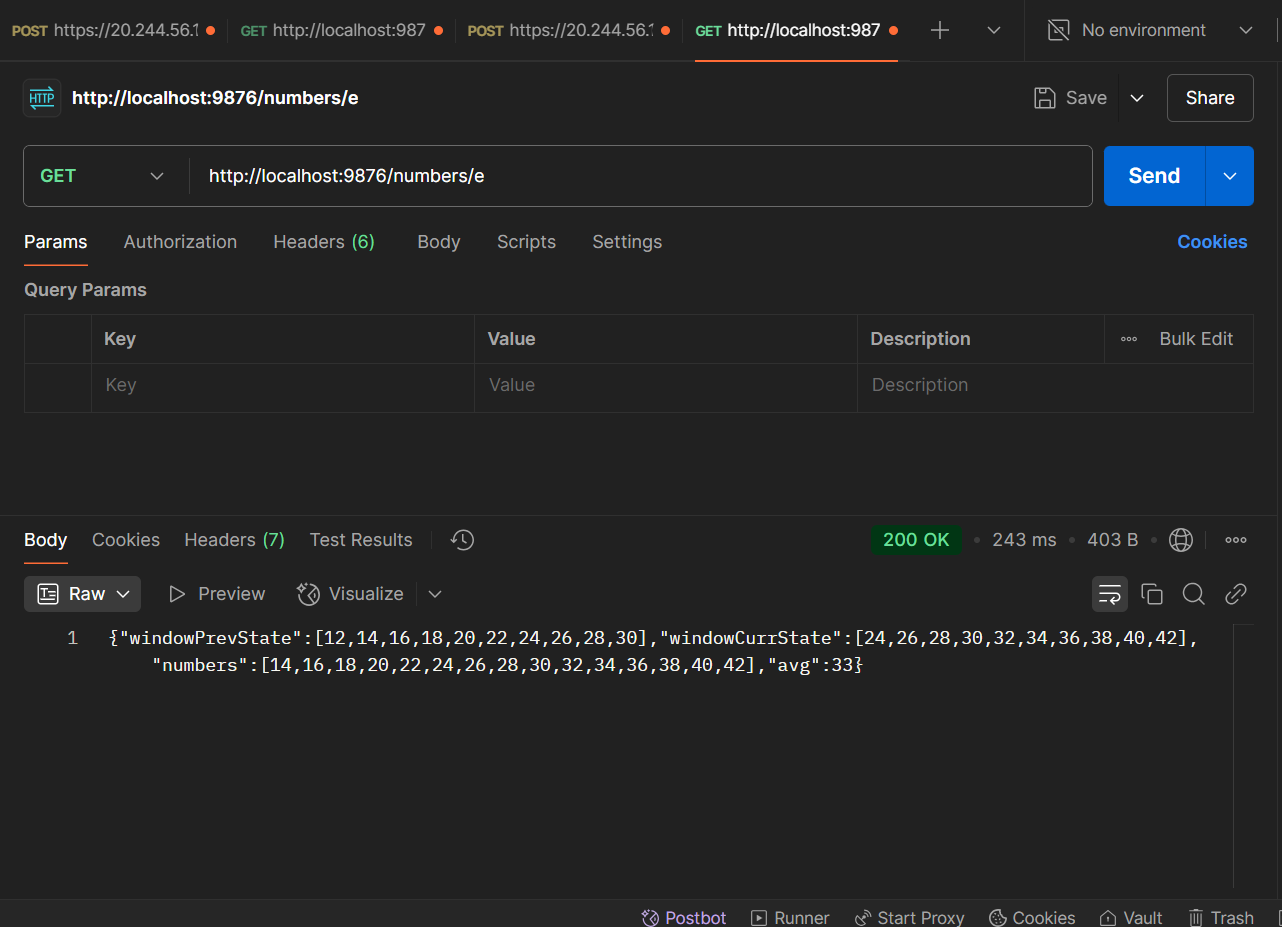 POST https://20.244.56.1 GET http://localhost:987 POST https://20.244.56.1 GET http://localhost:987 No environment
HTTP http://localhost:9876/numbers/e Save Share
GET http://localhost:9876/numbers/e Send
Params Authorization Headers (6) Body Scripts Settings Cookies
Query Params
Key Value Description Bulk Edit
Key Value Description
Body Cookies Headers (7) Test Results 200 OK 243 ms 403 B
Raw Preview Visualize
1 {"windowPrevState":[12,14,16,18,20,22,24,26,28,30],"windowCurrState":[24,26,28,30,32,34,36,38,40,42],
"numbers":[14,16,18,20,22,24,26,28,30,32,34,36,38,40,42],"avg":33}
Postbot Runner Start Proxy Cookies Vault Trash